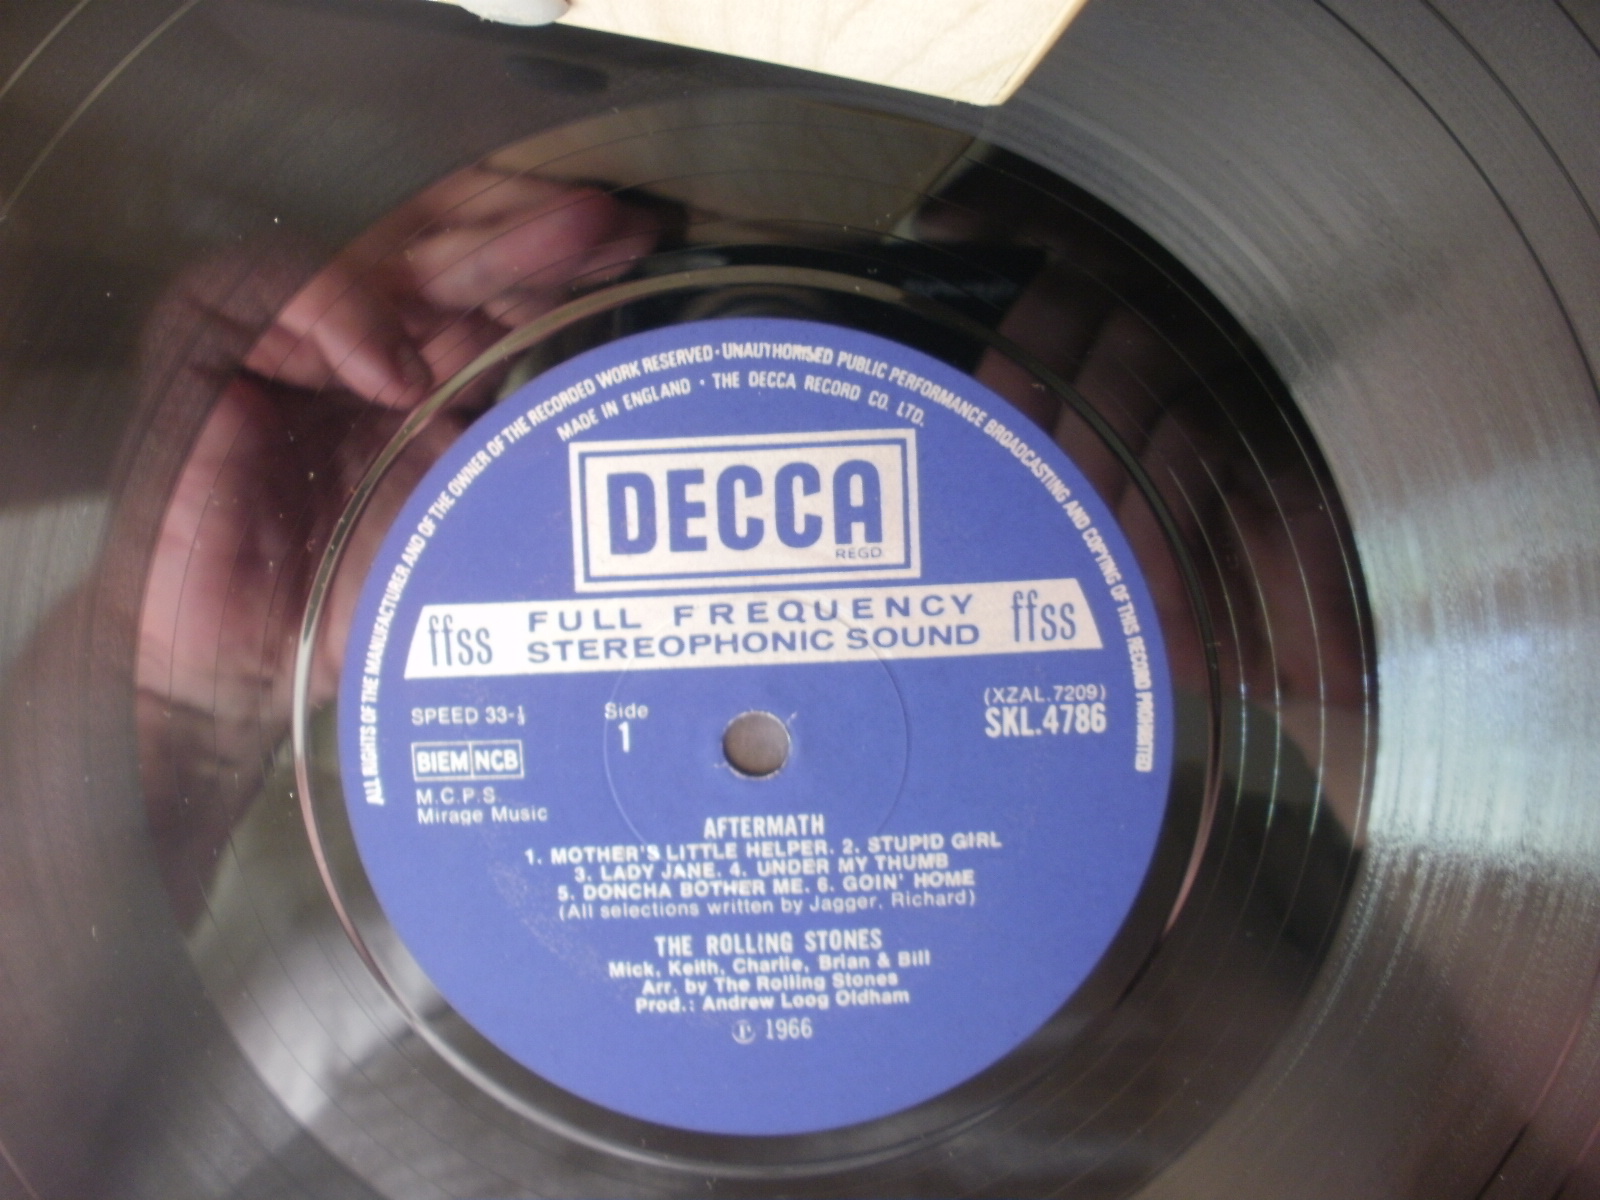 ALL RIGHTS OF THE MANUFACTURER AND OF THE OWNER OF THE RECORDED WORK RESERVED · UNAUTHORISED PUBLIC PERFORMANCE BROADCASTING AND COPYING OF THIS RECORD PROHIBITED
MADE IN ENGLAND · THE DECCA RECORD CO. LTD.
DECCA
REGD
ffss FULL FREQUENCY ffss
STEREOPHONIC SOUND
(XZAL.7209)
SPEED 33-⅓ Side SKL.4786
1
BIEM NCB
M.C.P.S.
Mirage Music
AFTERMATH
1. MOTHER'S LITTLE HELPER. 2. STUPID GIRL
3. LADY JANE. 4. UNDER MY THUMB
5. DONCHA BOTHER ME. 6. GOIN' HOME
(All selections written by Jagger, Richard)
THE ROLLING STONES
Mick, Keith, Charlie, Brian & Bill
Arr. by The Rolling Stones
Prod.: Andrew Loog Oldham
℗ 1966